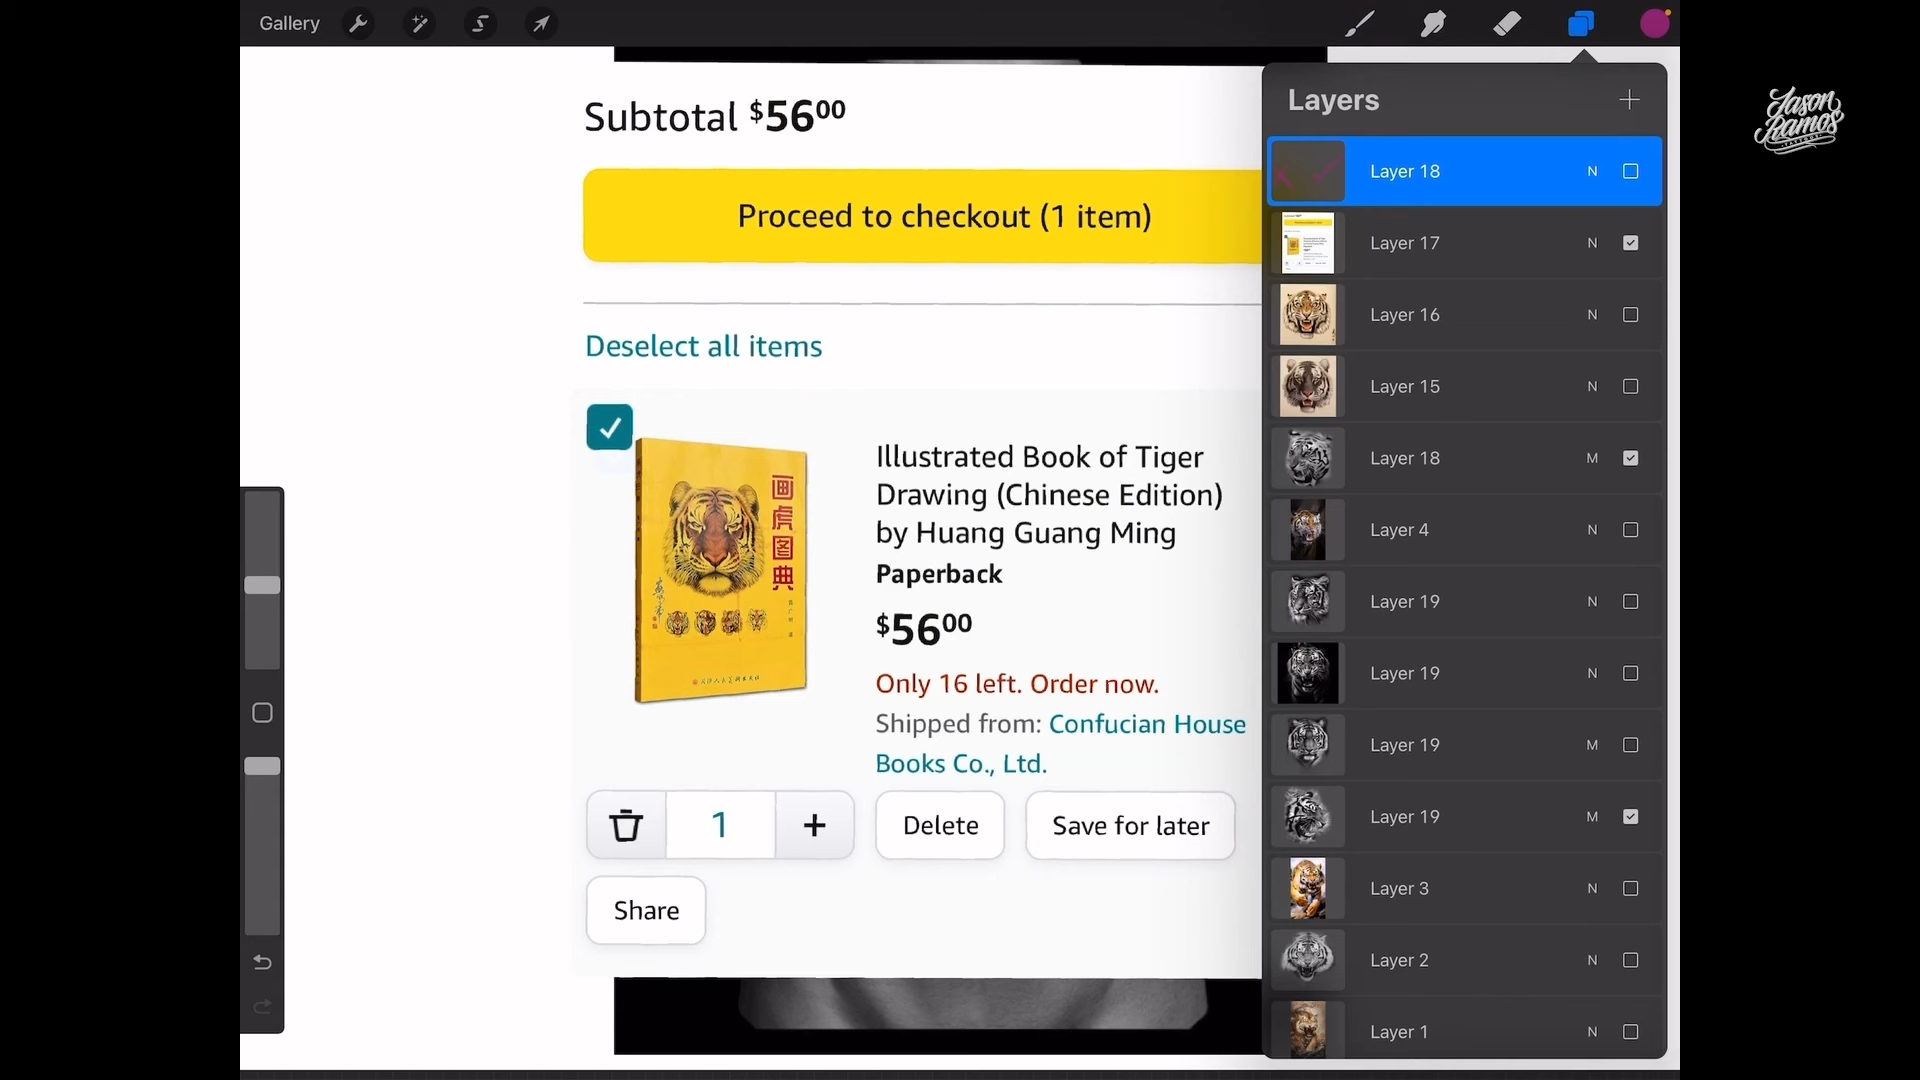 Gallery
Jason
Ramos
Subtotal $5600
Proceed to checkout (1 item)
Deselect all items
画虎图典
Illustrated Book of Tiger
Drawing (Chinese Edition)
by Huang Guang Ming
Paperback
$5600
Only 16 left. Order now.
Shipped from: Confucian House
Books Co., Ltd.
1
Delete
Save for later
Share
Layers
Layer 18 N
Layer 17 N
Layer 16 N
Layer 15 N
Layer 18 M
Layer 4 N
Layer 19 N
Layer 19 N
Layer 19 M
Layer 19 M
Layer 3 N
Layer 2 N
Layer 1 N